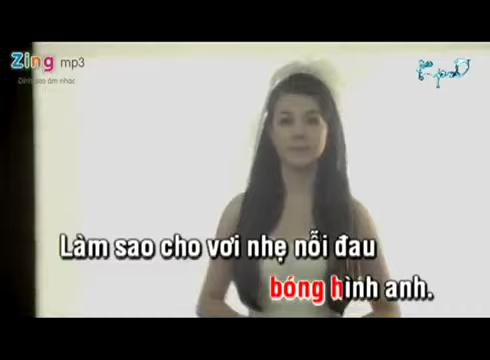 Zing mp3
Làm sao cho vơi nhẹ nỗi đau
bóng hình anh.